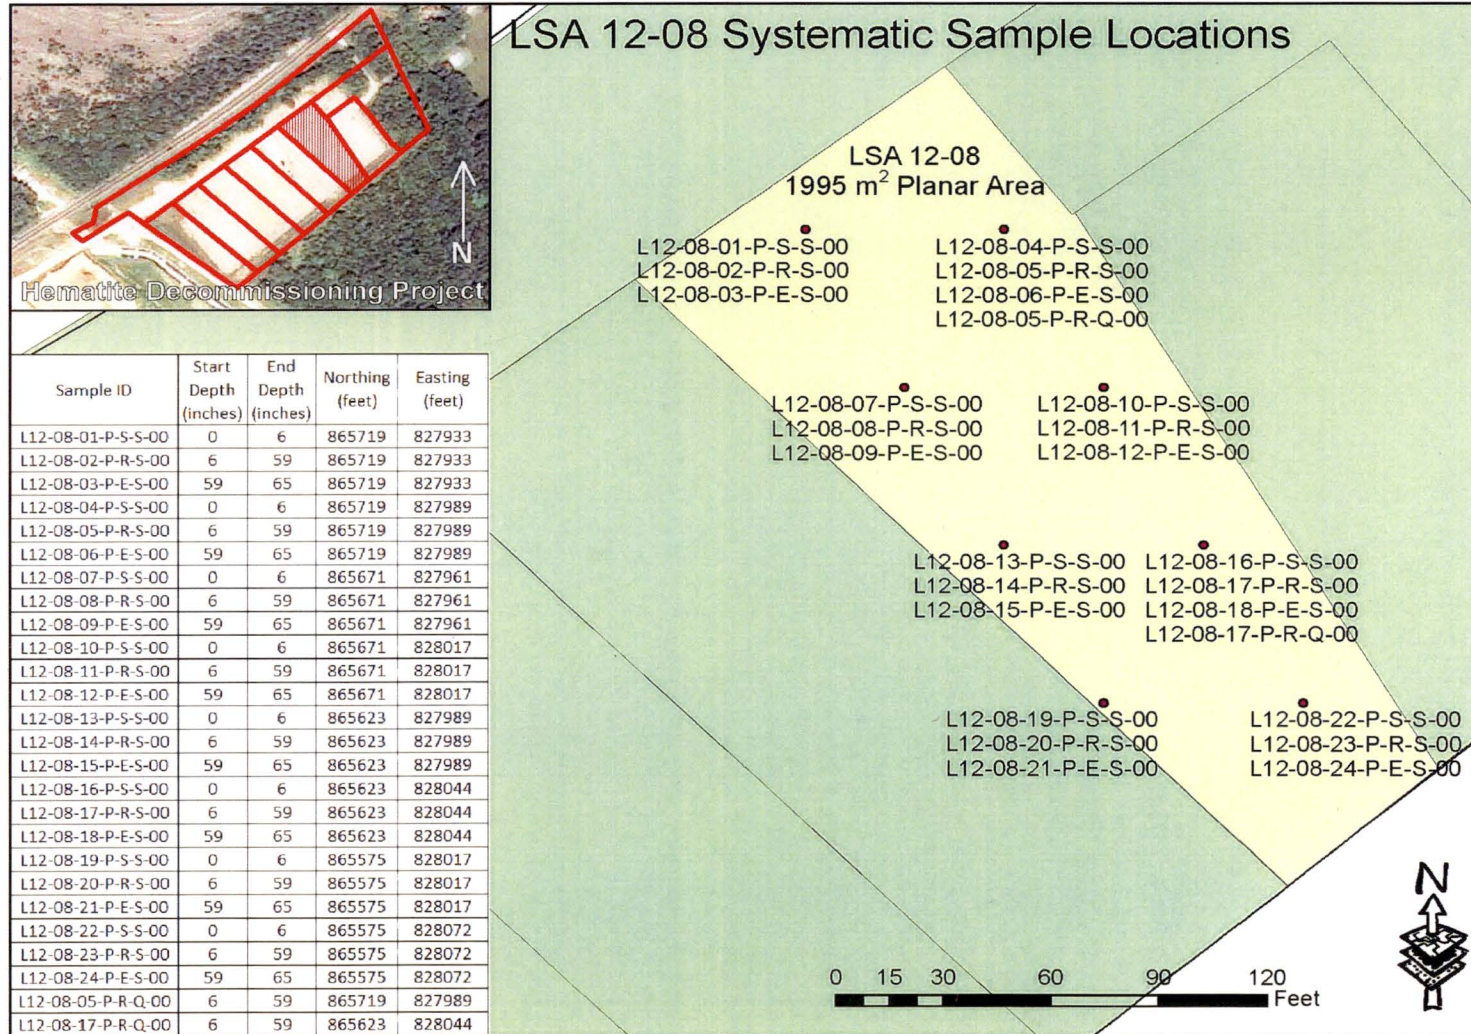 LSA 12-08 Systematic Sample Locations
N
Hematite Decommissioning Project
LSA 12-08
1995 m² Planar Area
L12-08-01-P-S-S-00
L12-08-02-P-R-S-00
L12-08-03-P-E-S-00
L12-08-04-P-S-S-00
L12-08-05-P-R-S-00
L12-08-06-P-E-S-00
L12-08-05-P-R-Q-00
L12-08-07-P-S-S-00
L12-08-08-P-R-S-00
L12-08-09-P-E-S-00
L12-08-10-P-S-S-00
L12-08-11-P-R-S-00
L12-08-12-P-E-S-00
L12-08-13-P-S-S-00
L12-08-14-P-R-S-00
L12-08-15-P-E-S-00
L12-08-16-P-S-S-00
L12-08-17-P-R-S-00
L12-08-18-P-E-S-00
L12-08-17-P-R-Q-00
L12-08-19-P-S-S-00
L12-08-20-P-R-S-00
L12-08-21-P-E-S-00
L12-08-22-P-S-S-00
L12-08-23-P-R-S-00
L12-08-24-P-E-S-00
Sample ID Start Depth (inches) End Depth (inches) Northing (feet) Easting (feet)
L12-08-01-P-S-S-00 0 6 865719 827933
L12-08-02-P-R-S-00 6 59 865719 827933
L12-08-03-P-E-S-00 59 65 865719 827933
L12-08-04-P-S-S-00 0 6 865719 827989
L12-08-05-P-R-S-00 6 59 865719 827989
L12-08-06-P-E-S-00 59 65 865719 827989
L12-08-07-P-S-S-00 0 6 865671 827961
L12-08-08-P-R-S-00 6 59 865671 827961
L12-08-09-P-E-S-00 59 65 865671 827961
L12-08-10-P-S-S-00 0 6 865671 828017
L12-08-11-P-R-S-00 6 59 865671 828017
L12-08-12-P-E-S-00 59 65 865671 828017
L12-08-13-P-S-S-00 0 6 865623 827989
L12-08-14-P-R-S-00 6 59 865623 827989
L12-08-15-P-E-S-00 59 65 865623 827989
L12-08-16-P-S-S-00 0 6 865623 828044
L12-08-17-P-R-S-00 6 59 865623 828044
L12-08-18-P-E-S-00 59 65 865623 828044
L12-08-19-P-S-S-00 0 6 865575 828017
L12-08-20-P-R-S-00 6 59 865575 828017
L12-08-21-P-E-S-00 59 65 865575 828017
L12-08-22-P-S-S-00 0 6 865575 828072
L12-08-23-P-R-S-00 6 59 865575 828072
L12-08-24-P-E-S-00 59 65 865575 828072
L12-08-05-P-R-Q-00 6 59 865719 827989
L12-08-17-P-R-Q-00 6 59 865623 828044
N
0 15 30 60 90 120
Feet